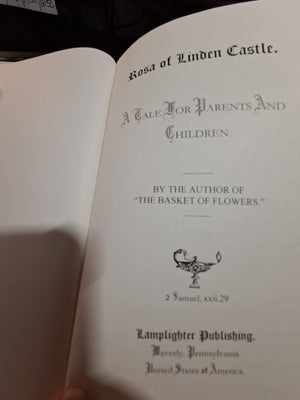 Rosa of Linden Castle.
A Tale For Parents And
Children.
BY THE AUTHOR OF
"THE BASKET OF FLOWERS."
2 Samuel, xxii.29
Lamplighter Publishing.
Waverly, Pennsylvania.
United States of America.